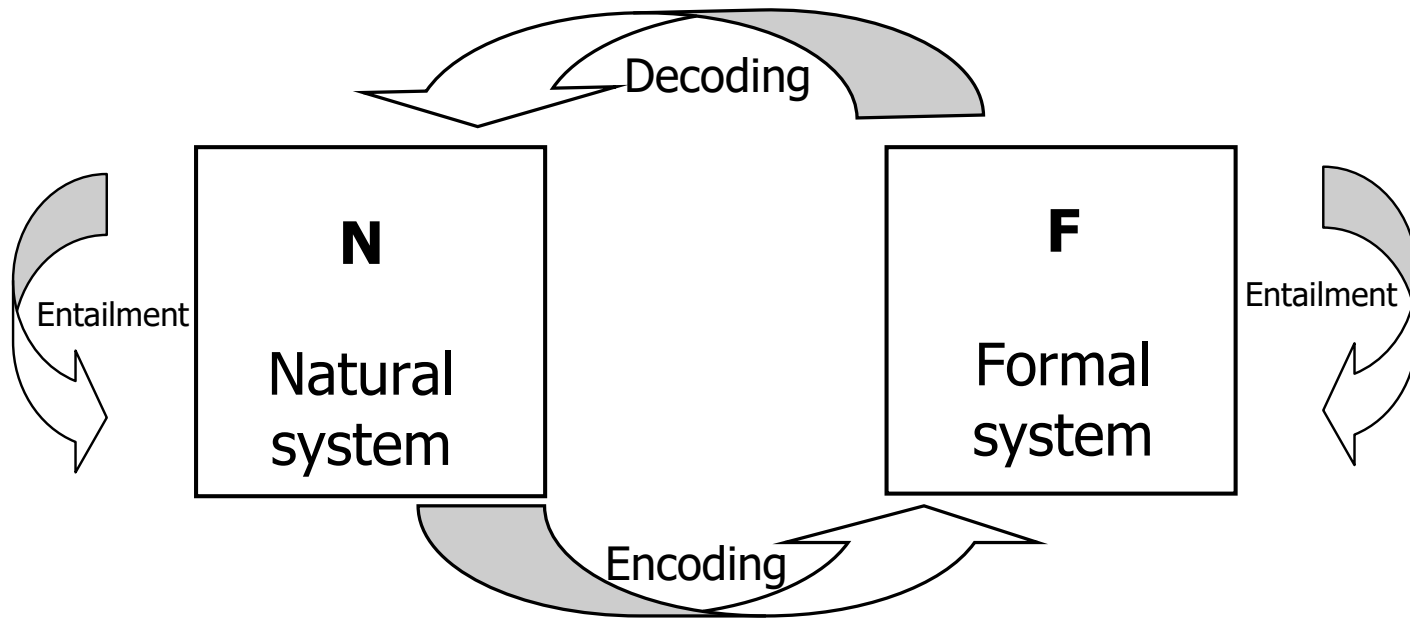 Decoding
N
F
Entailment
Entailment
Natural
system
Formal
system
Encoding